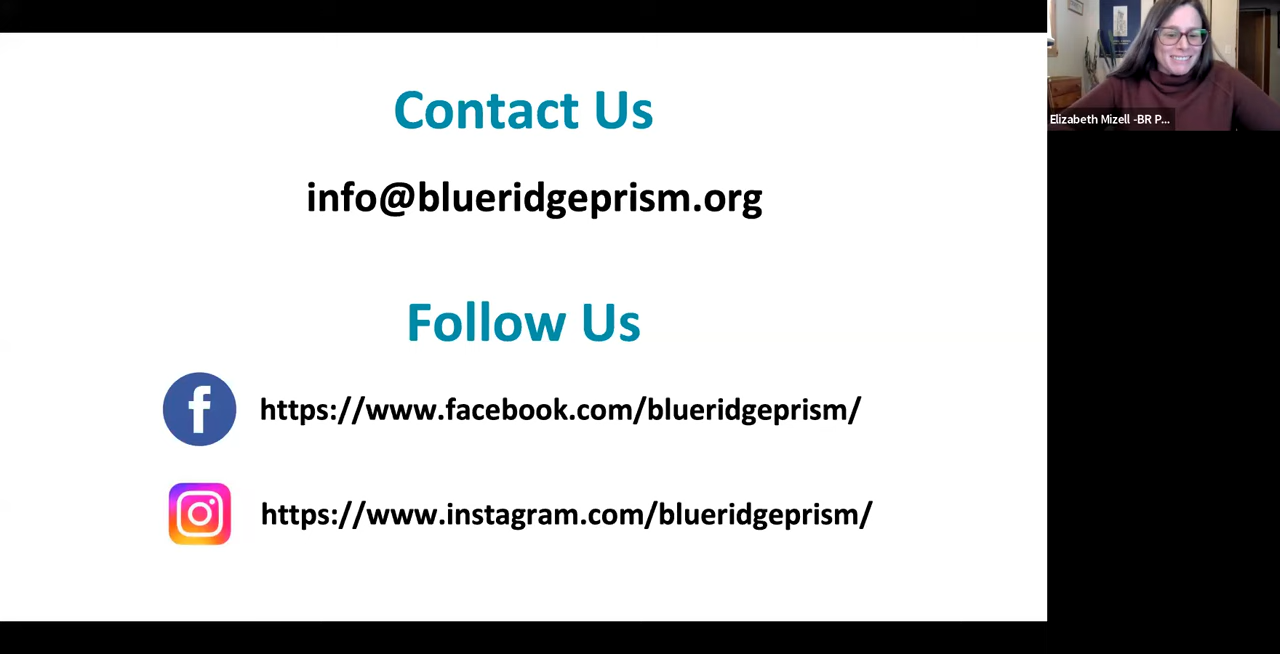 Contact Us
info@blueridgeprism.org
Follow Us
https://www.facebook.com/blueridgeprism/
https://www.instagram.com/blueridgeprism/
Elizabeth Mizell -BR P...